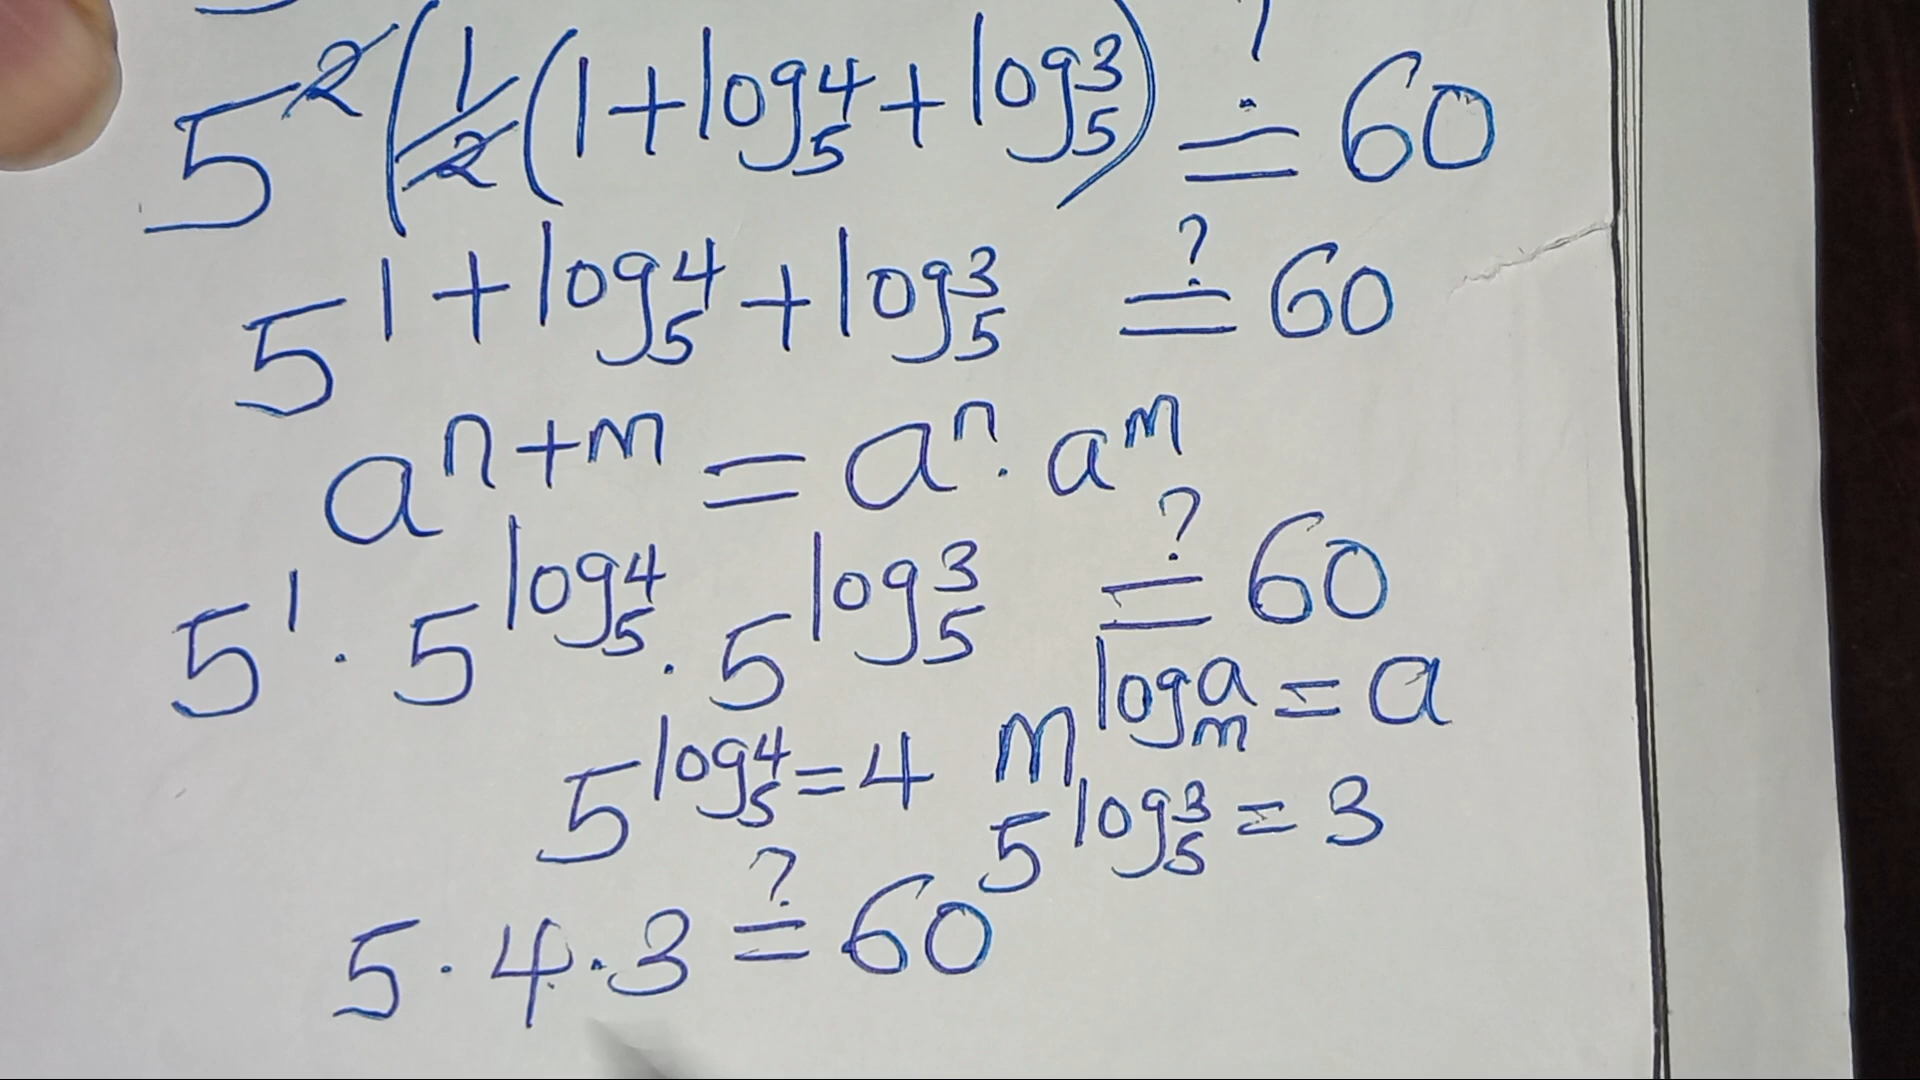 5^2(1/2(1+log_5^4+log_5^3) ?= 60
5^(1+log_5^4+log_5^3) ?= 60
a^(n+m) = a^n . a^m
5^1 . 5^(log_5^4) . 5^(log_5^3) ?= 60
m^(log_m^a) = a
5^(log_5^4) = 4
5^(log_5^3) = 3
5 . 4 . 3 ?= 60